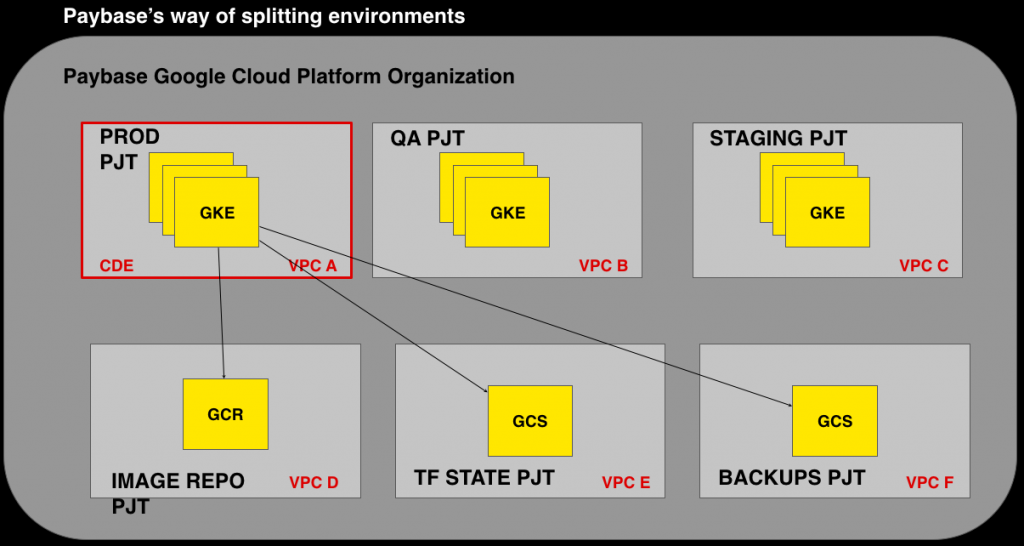 Paybase's way of splitting environments
Paybase Google Cloud Platform Organization
PROD
PJT
GKE
CDE
VPC A
QA PJT
GKE
VPC B
STAGING PJT
GKE
VPC C
GCR
IMAGE REPO
PJT
VPC D
GCS
TF STATE PJT
VPC E
GCS
BACKUPS PJT
VPC F